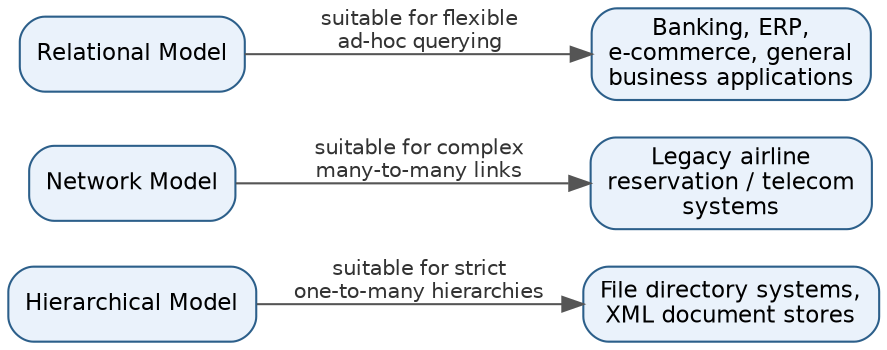 Relational Model
suitable for flexible
ad-hoc querying
Banking, ERP,
e-commerce, general
business applications
Network Model
suitable for complex
many-to-many links
Legacy airline
reservation / telecom
systems
Hierarchical Model
suitable for strict
one-to-many hierarchies
File directory systems,
XML document stores